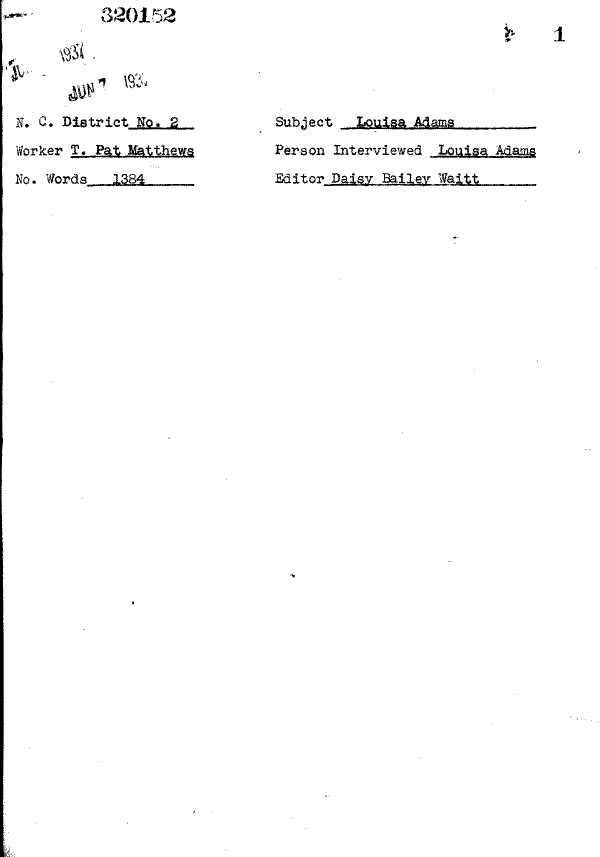 320152
1
1937
JUN 7 193
N. C. District No. 2 Subject Louisa Adams
Worker T. Pat Matthews Person Interviewed Louisa Adams
No. Words 1384 Editor Daisy Bailey Waitt